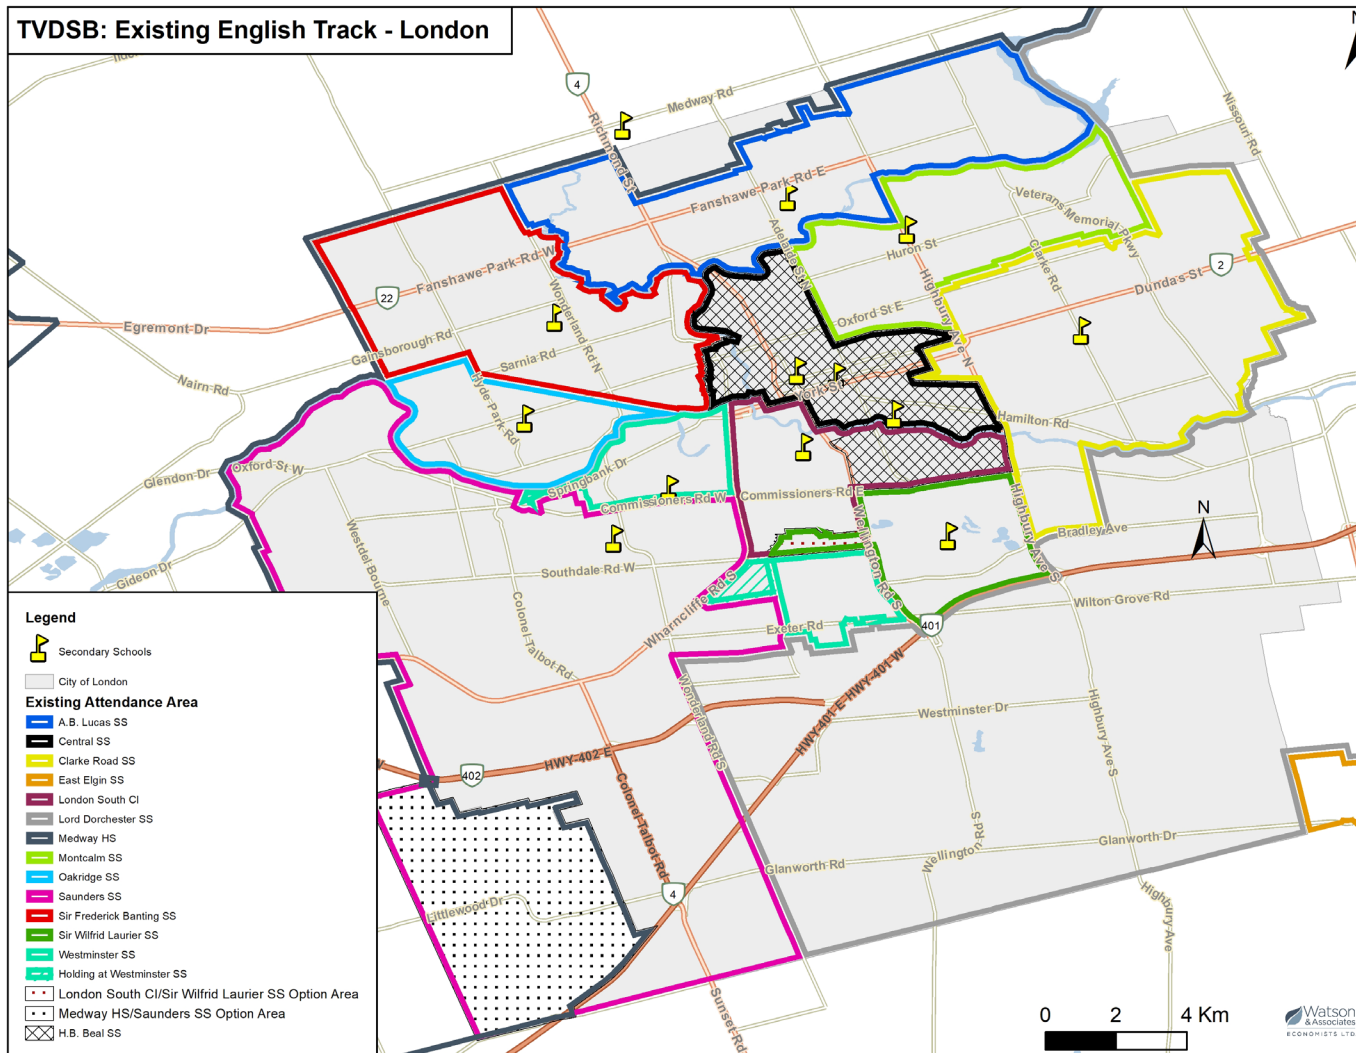 TVDSB: Existing English Track - London
N
4
Medway Rd
Richmond St
Nissouri Rd
Fanshawe Park Rd E
Veterans Memorial Pkwy
Adelaide St N
Huron St
Clarke Rd
Fanshawe Park Rd W
Highbury Ave N
Dundas St
2
22
Wonderland Rd N
Egremont Dr
Oxford St E
Gainsborough Rd
Sarnia Rd
Nairn Rd
Hyde Park Rd
York St
Hamilton Rd
Glendon Dr
Oxford St W
Springbank Dr
Commissioners Rd W
Commissioners Rd E
Highbury Ave S
Westdel Bourne
Wellington Rd S
Bradley Ave
N
Gideon Dr
Southdale Rd W
Colonel Talbot Rd
Wharncliffe Rd S
Wilton Grove Rd
Exeter Rd
401
Wonderland Rd S
HWY-401 E
HWY-401 W
Westminster Dr
Highbury Ave S
HWY-402 E
402
Colonel Talbot Rd
Glanworth Dr
Glanworth Rd
Wellington Rd S
4
Littlewood Dr
Highbury Ave
Sunset Rd
Legend
Secondary Schools
City of London
Existing Attendance Area
A.B. Lucas SS
Central SS
Clarke Road SS
East Elgin SS
London South CI
Lord Dorchester SS
Medway HS
Montcalm SS
Oakridge SS
Saunders SS
Sir Frederick Banting SS
Sir Wilfrid Laurier SS
Westminster SS
Holding at Westminster SS
London South CI/Sir Wilfrid Laurier SS Option Area
Medway HS/Saunders SS Option Area
H.B. Beal SS
0 2 4 Km
Watson
& Associates
ECONOMISTS LTD.